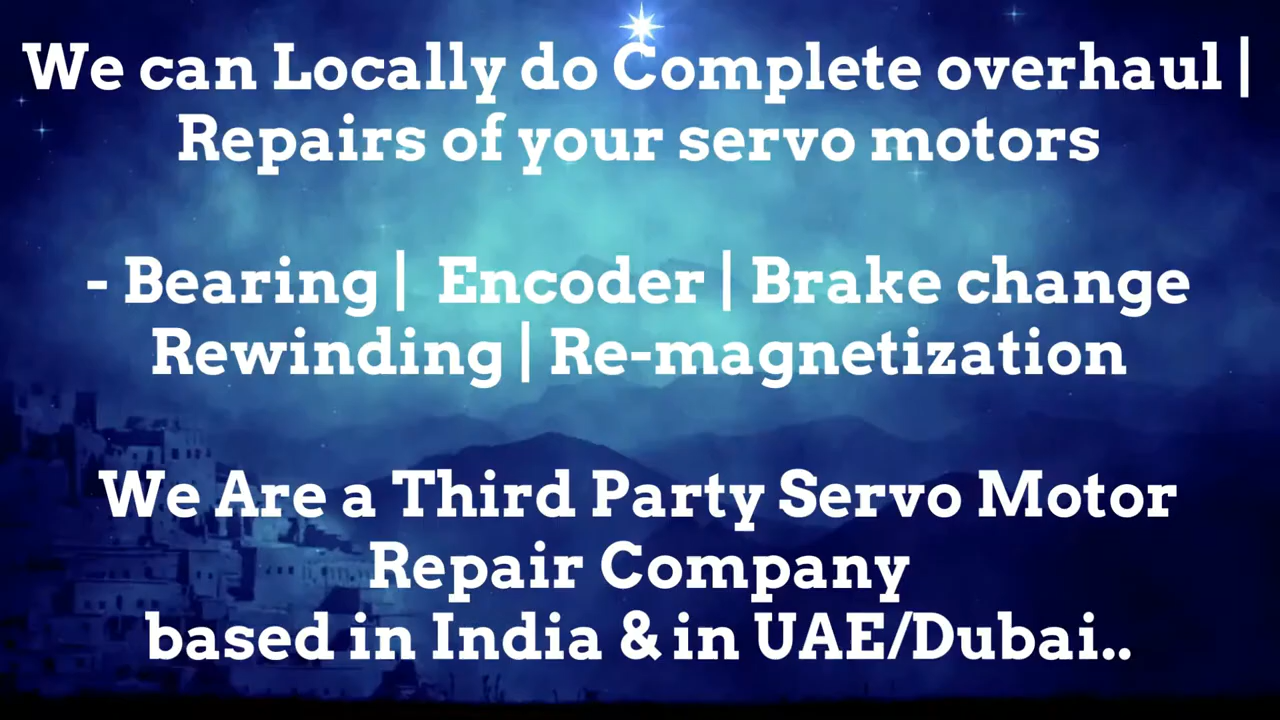 We can Locally do Complete overhaul |
Repairs of your servo motors
- Bearing | Encoder | Brake change
Rewinding | Re-magnetization
We Are a Third Party Servo Motor
Repair Company
based in India & in UAE/Dubai..